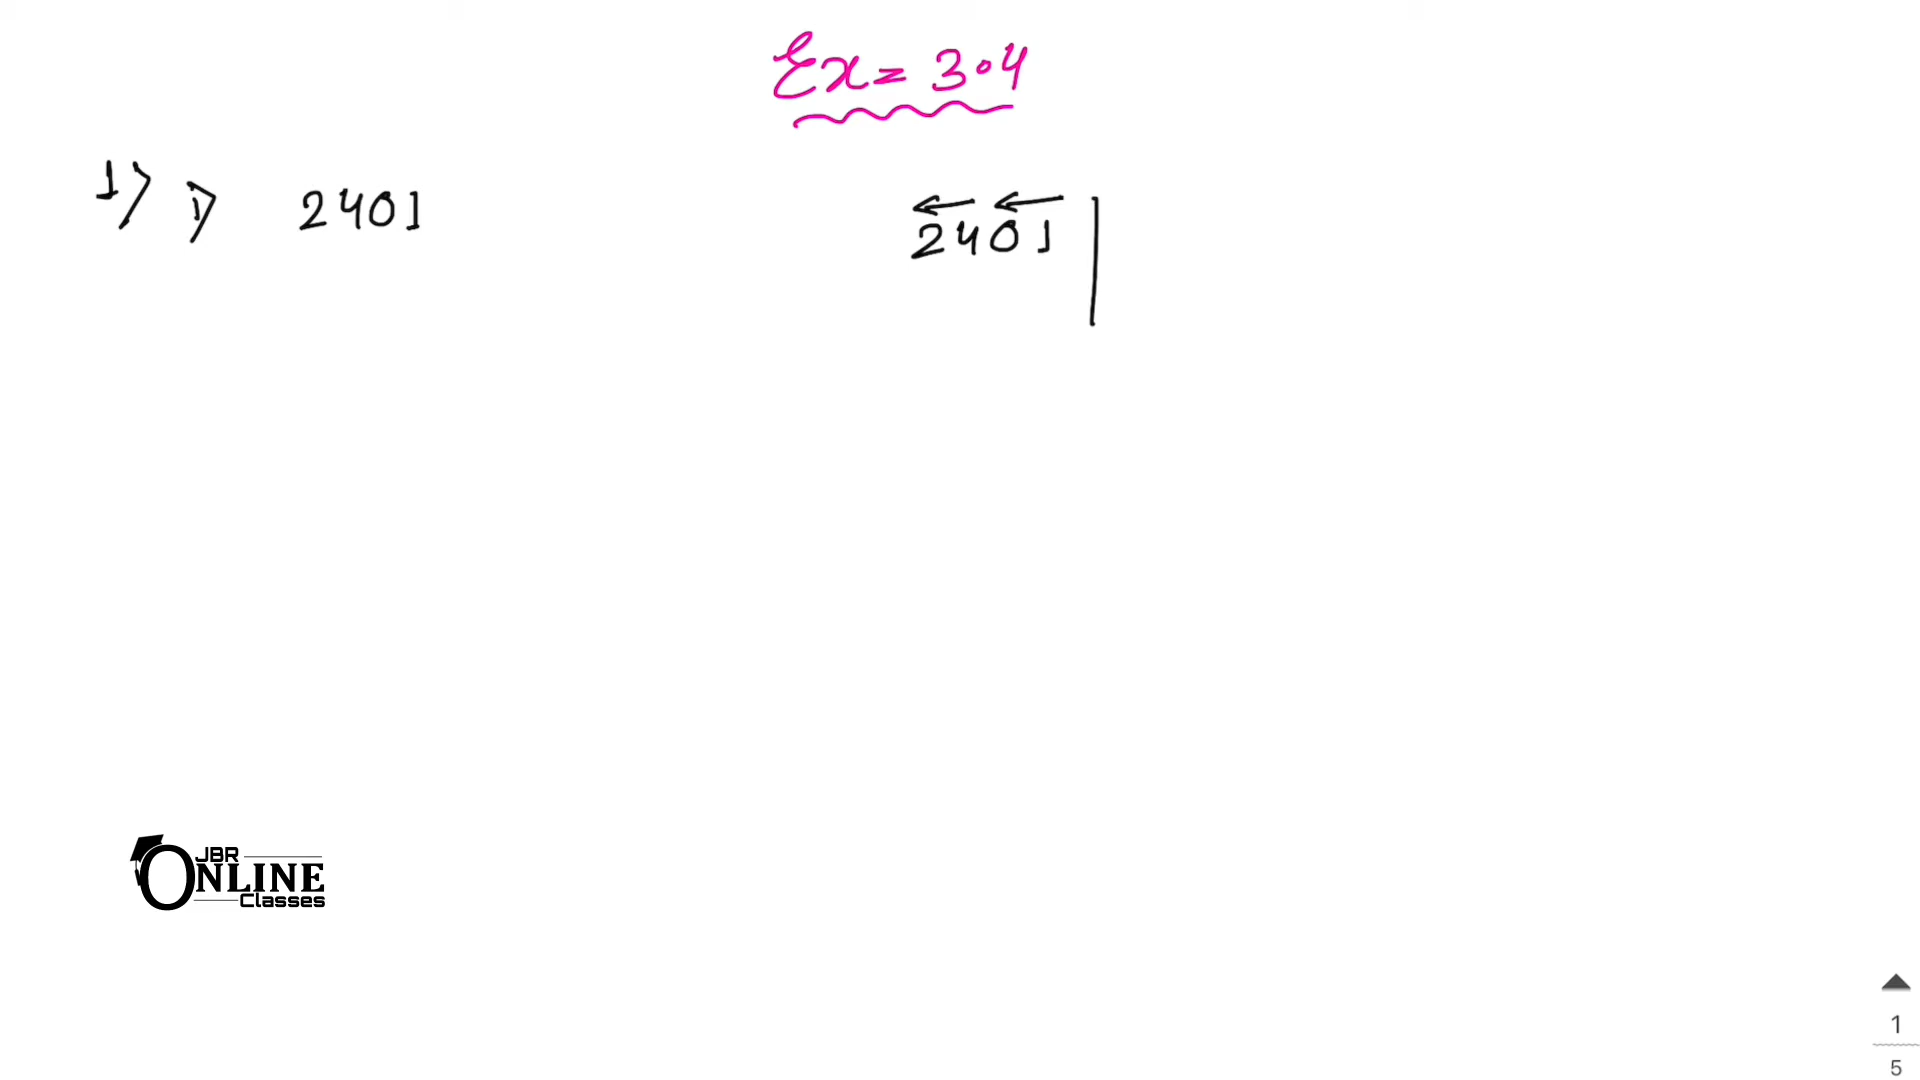 Ex = 3.4
1) i) 2401
2401
JBR
ONLINE
Classes
1
5